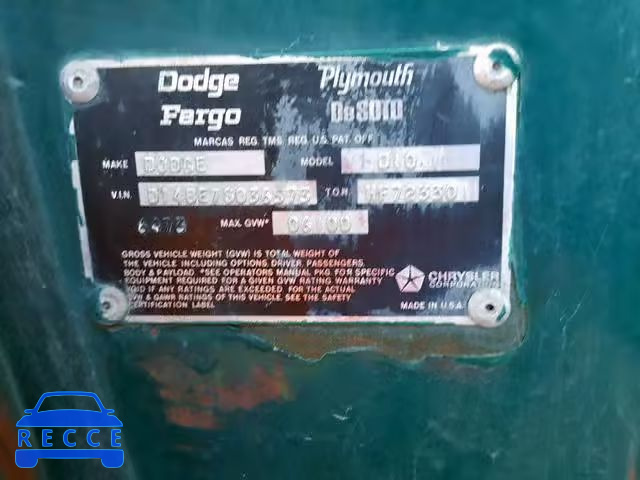 Dodge Plymouth
Fargo DeSOTO
MARCAS REG. TMS. REG. U.S. PAT. OFF.
MAKE DODGE MODEL
V.I.N. D14BE7S036573 T.O.N.
6473 MAX. GVW* 06100
GROSS VEHICLE WEIGHT (GVW) IS TOTAL WEIGHT OF
THE VEHICLE INCLUDING OPTIONS, DRIVER, PASSENGERS,
BODY & PAYLOAD *SEE OPERATORS MANUAL PKG. FOR SPECIFIC
EQUIPMENT REQUIRED FOR A GIVEN GVW RATING. WARRANTY
VOID IF ANY RATINGS ARE EXCEEDED. FOR THE ACTUAL
GVW & GAWR RATINGS OF THIS VEHICLE, SEE THE SAFETY
CERTIFICATION LABEL
CHRYSLER
CORPORATION
MADE IN U.S.A.
RECCE